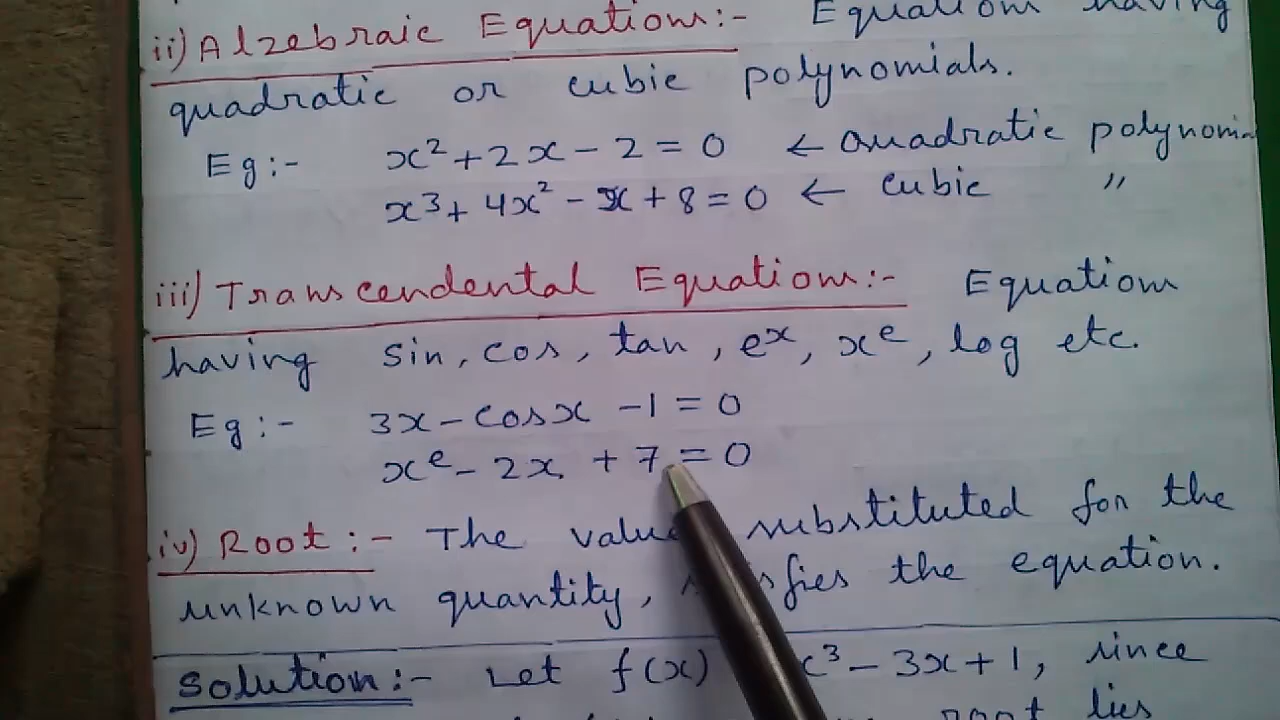 ii) Alzebraic Equation:- Equation having
quadratic or cubic polynomials.
Eg:- x² + 2x - 2 = 0 ← Quadratic
x³ + 4x² - x + 8 = 0 ← Cubic "
iii) Transcendental Equation:- Equation
having sin, cos, tan, eˣ, xᵉ, log etc.
Eg:- 3x - cosx - 1 = 0
xᵉ - 2x + 7 = 0
iv) Root:- The value substituted for the
unknown quantity, the equation.
Solution:- Let f(x) x³ - 3x + 1, since
root lies